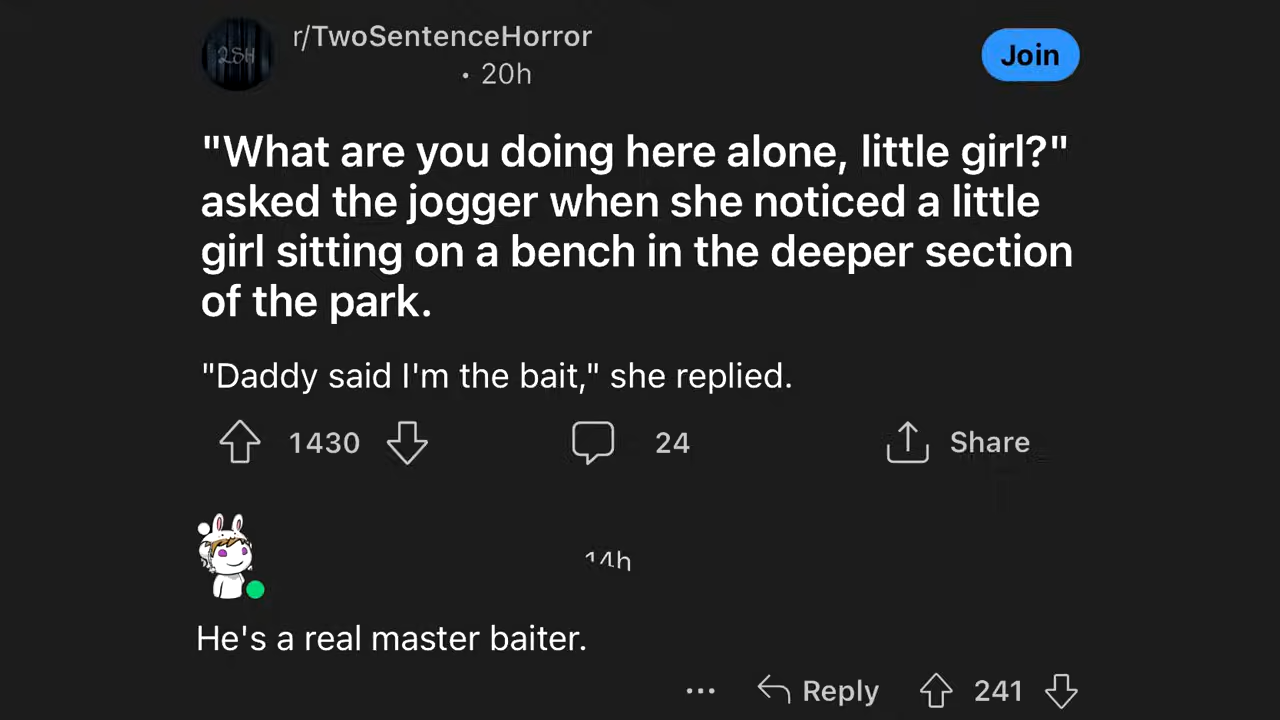 r/TwoSentenceHorror
• 20h
Join
2SH
"What are you doing here alone, little girl?"
asked the jogger when she noticed a little
girl sitting on a bench in the deeper section
of the park.
"Daddy said I'm the bait," she replied.
1430
24
Share
14h
He's a real master baiter.
... Reply 241